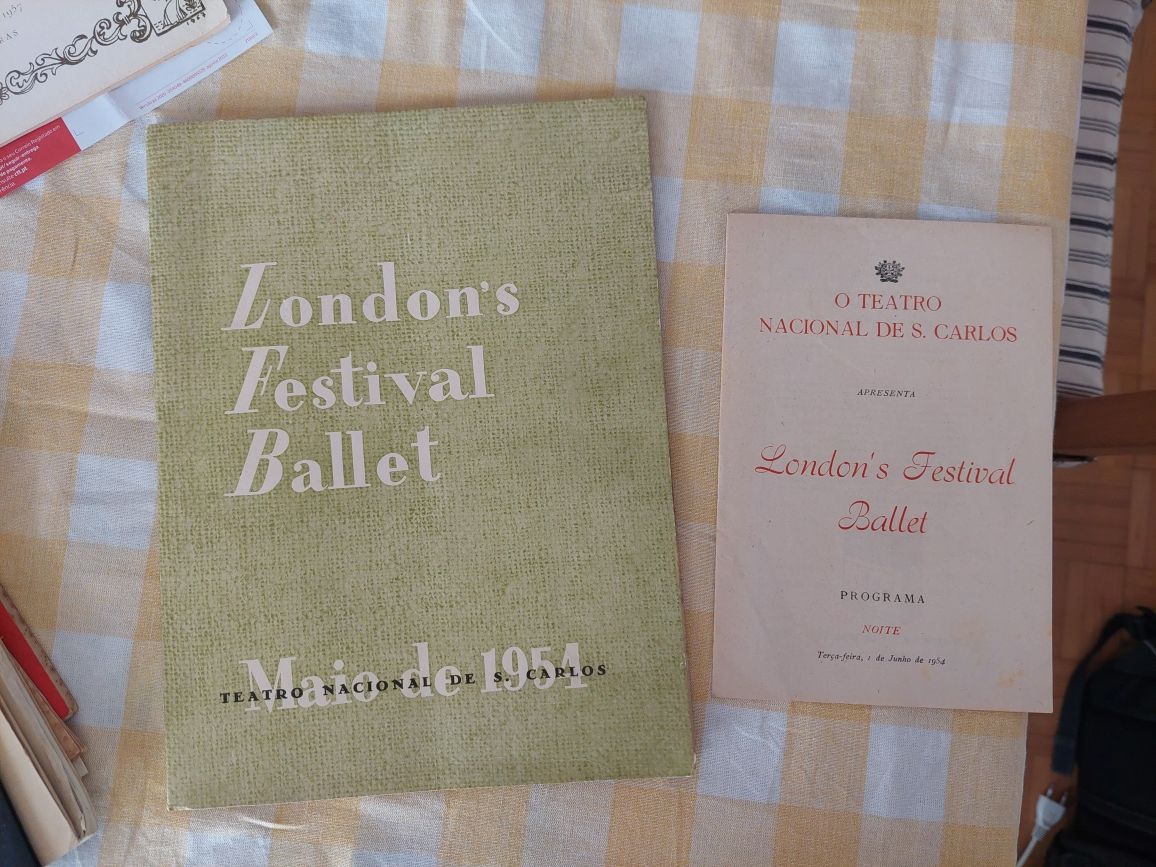 1957
London's
Festival
Ballet
Maio de 1954
TEATRO NACIONAL DE S. CARLOS
O TEATRO
NACIONAL DE S. CARLOS
APRESENTA
London's Festival
Ballet
PROGRAMA
NOITE
Terça-feira, 1 de Junho de 1954